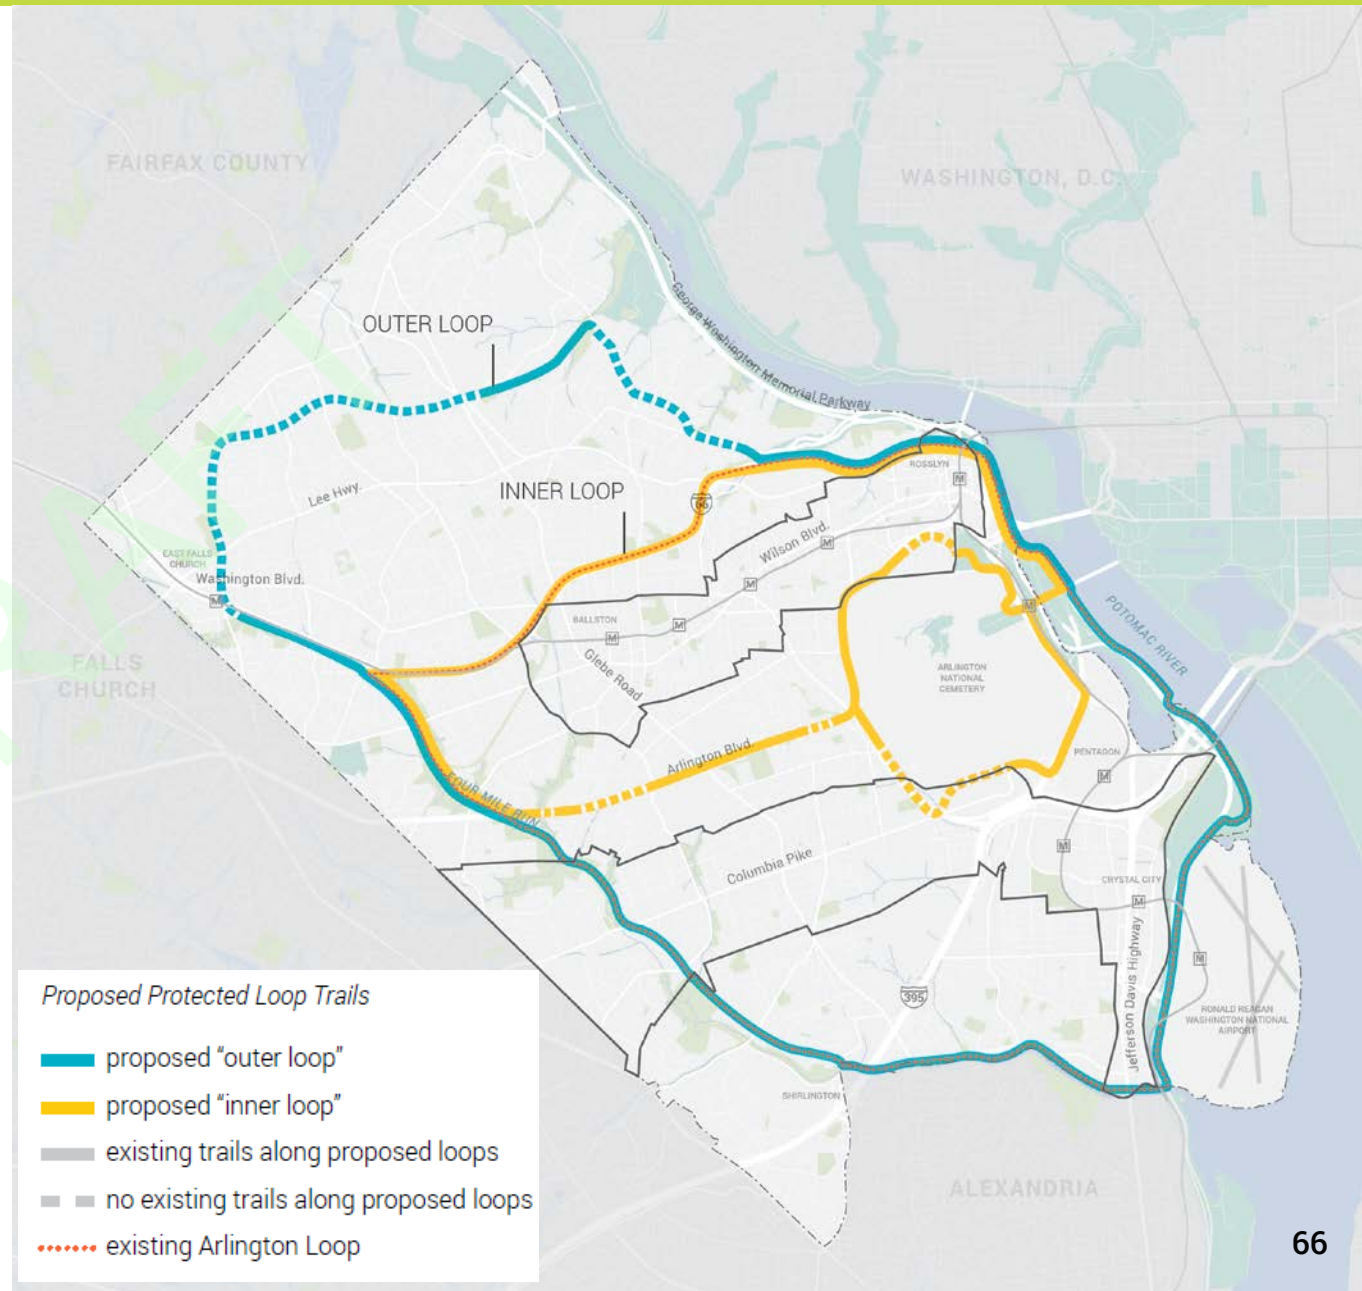 FAIRFAX COUNTY
WASHINGTON, D.C.
George Washington Memorial Parkway
OUTER LOOP
INNER LOOP
Lee Hwy.
66
ROSSLYN
M
Wilson Blvd.
M
M
EAST FALLS
CHURCH
Washington Blvd.
M
BALLSTON
M
M
M
Glebe Road
POTOMAC RIVER
FALLS
CHURCH
ARLINGTON
NATIONAL
CEMETERY
Arlington Blvd.
PENTAGON
M
FOUR MILE RUN
M
Columbia Pike
CRYSTAL CITY
M
Jefferson Davis Highway
M
395
RONALD REAGAN
WASHINGTON NATIONAL
AIRPORT
SHIRLINGTON
ALEXANDRIA
Proposed Protected Loop Trails
proposed “outer loop”
proposed “inner loop”
existing trails along proposed loops
no existing trails along proposed loops
existing Arlington Loop
66